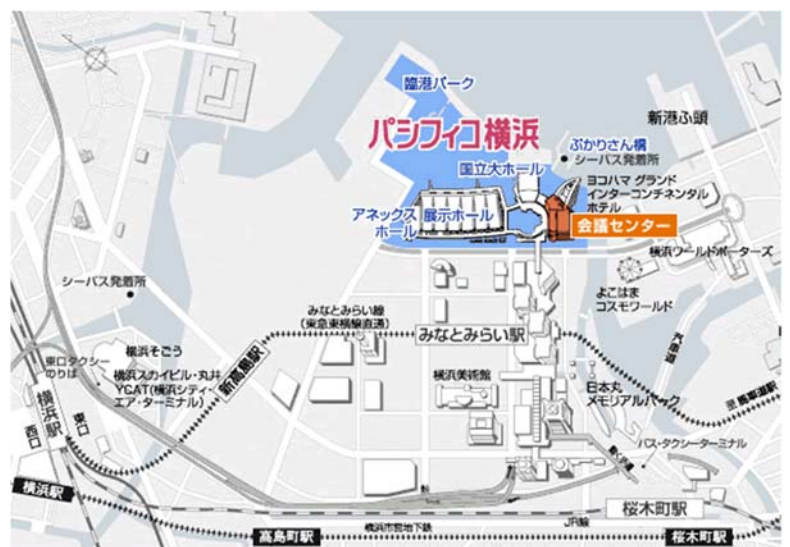 臨港パーク
パシフィコ横浜
国立大ホール
アネックス
ホール
展示ホール
新港ふ頭
ぷかりさん橋
シーバス発着所
ヨコハマ グランド
インターコンチネンタル
ホテル
会議センター
横浜ワールドポーターズ
よこはま
コスモワールド
シーバス発着所
みなとみらい線
(東急東横線直通)
みなとみらい駅
新高島駅
東口タクシー
のりば
横浜そごう
横浜スカイビル・丸井
YCAT(横浜シティ・
エア・ターミナル)
横浜美術館
日本丸
メモリアルパーク
馬車道駅
バス・タクシーターミナル
動く歩道
横浜駅
西口
東口
横浜駅
高島町駅
横浜市営地下鉄
JR線
桜木町駅
桜木町駅